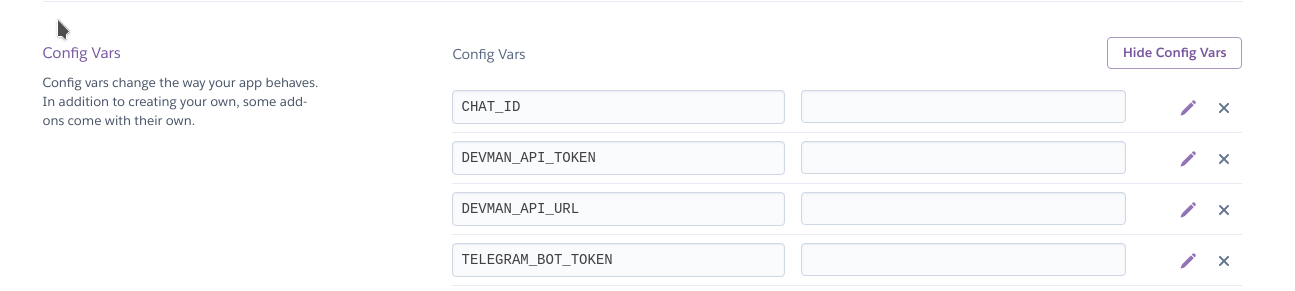 Config Vars
Config vars change the way your app behaves.
In addition to creating your own, some add-
ons come with their own.
Config Vars
Hide Config Vars
CHAT_ID
DEVMAN_API_TOKEN
DEVMAN_API_URL
TELEGRAM_BOT_TOKEN